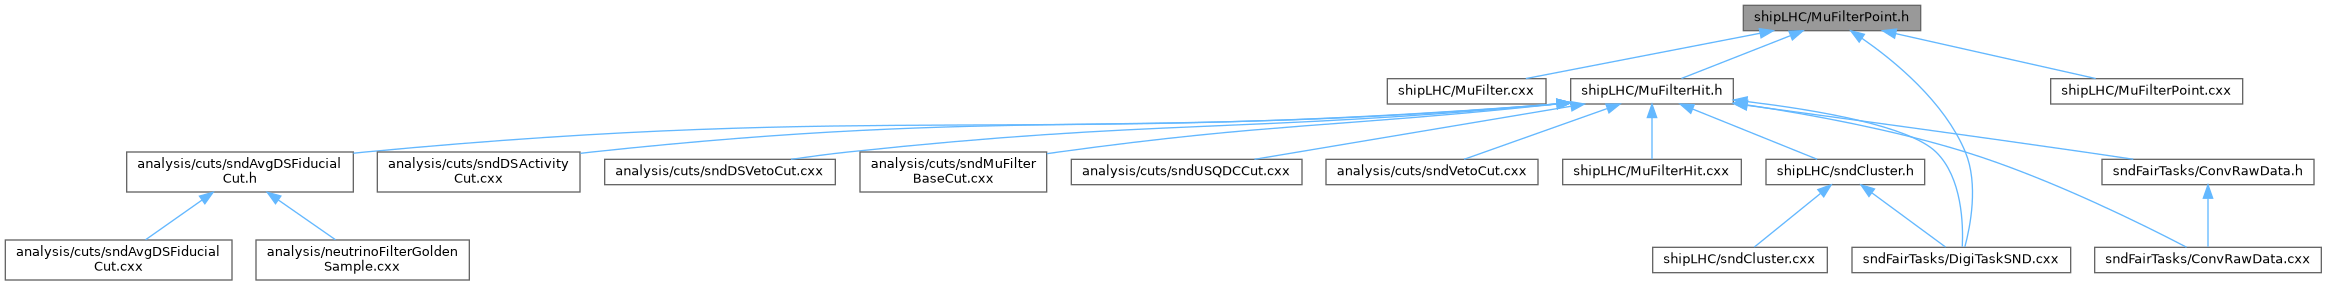 shipLHC/MuFilterPoint.h
shipLHC/MuFilter.cxx
shipLHC/MuFilterHit.h
shipLHC/MuFilterPoint.cxx
analysis/cuts/sndAvgDSFiducial
Cut.h
analysis/cuts/sndDSActivity
Cut.cxx
analysis/cuts/sndDSVetoCut.cxx
analysis/cuts/sndMuFilter
BaseCut.cxx
analysis/cuts/sndUSQDCCut.cxx
analysis/cuts/sndVetoCut.cxx
shipLHC/MuFilterHit.cxx
shipLHC/sndCluster.h
sndFairTasks/ConvRawData.h
analysis/cuts/sndAvgDSFiducial
Cut.cxx
analysis/neutrinoFilterGolden
Sample.cxx
shipLHC/sndCluster.cxx
sndFairTasks/DigiTaskSND.cxx
sndFairTasks/ConvRawData.cxx